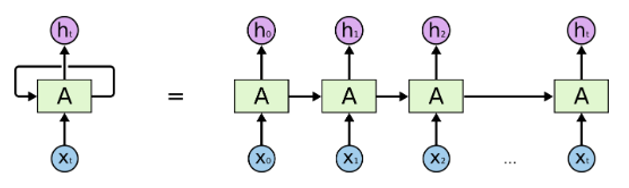 hₜ h₀ h₁ h₂ hₜ
A = A A A A
xₜ x₀ x₁ x₂ ... xₜ